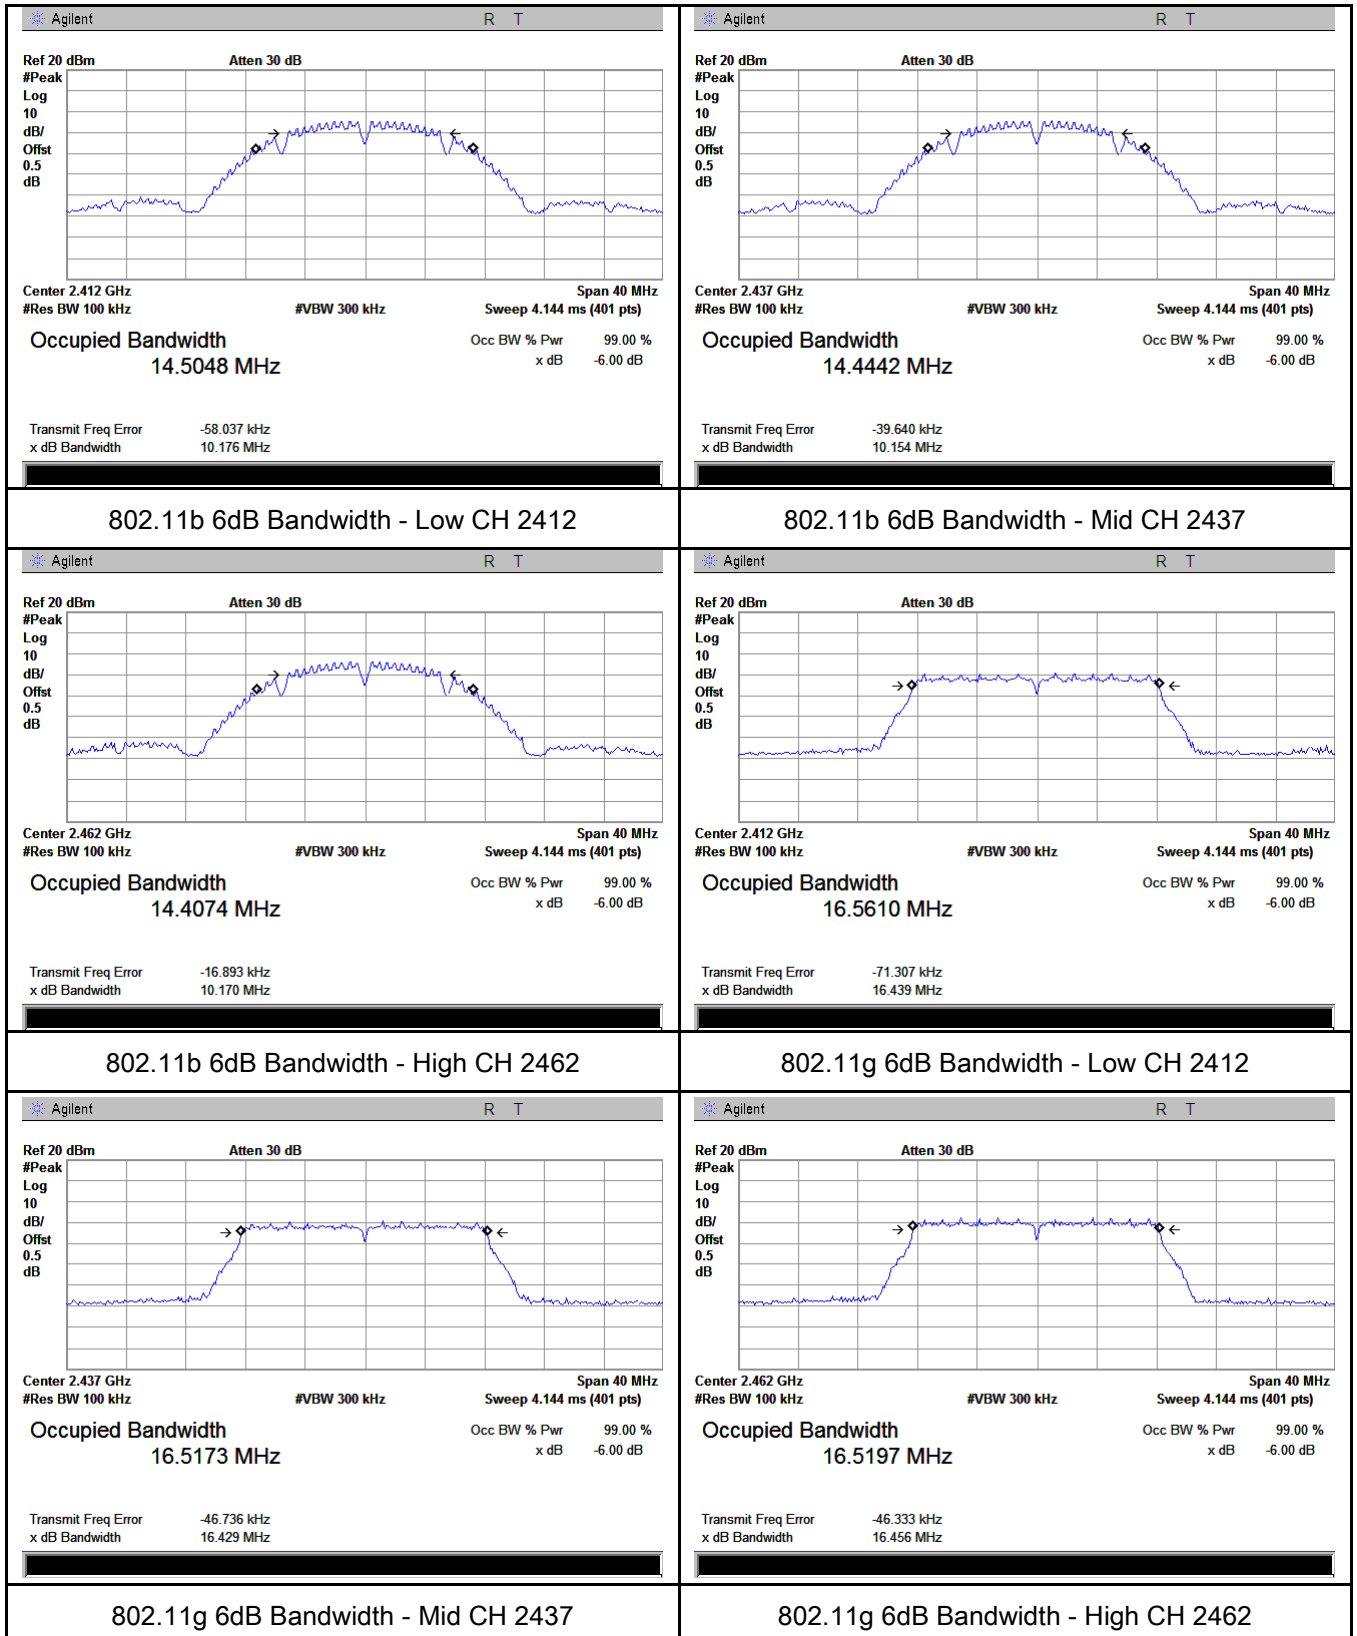 Agilent R T
Ref 20 dBm Atten 30 dB
#Peak
Log
10
dB/
Offst
0.5
dB
Center 2.412 GHz Span 40 MHz
#Res BW 100 kHz #VBW 300 kHz Sweep 4.144 ms (401 pts)
Occupied Bandwidth Occ BW % Pwr 99.00 %
14.5048 MHz x dB -6.00 dB
Transmit Freq Error -58.037 kHz
x dB Bandwidth 10.176 MHz
802.11b 6dB Bandwidth - Low CH 2412
Agilent R T
Ref 20 dBm Atten 30 dB
#Peak
Log
10
dB/
Offst
0.5
dB
Center 2.437 GHz Span 40 MHz
#Res BW 100 kHz #VBW 300 kHz Sweep 4.144 ms (401 pts)
Occupied Bandwidth Occ BW % Pwr 99.00 %
14.4442 MHz x dB -6.00 dB
Transmit Freq Error -39.640 kHz
x dB Bandwidth 10.154 MHz
802.11b 6dB Bandwidth - Mid CH 2437
Agilent R T
Ref 20 dBm Atten 30 dB
#Peak
Log
10
dB/
Offst
0.5
dB
Center 2.462 GHz Span 40 MHz
#Res BW 100 kHz #VBW 300 kHz Sweep 4.144 ms (401 pts)
Occupied Bandwidth Occ BW % Pwr 99.00 %
14.4074 MHz x dB -6.00 dB
Transmit Freq Error -16.893 kHz
x dB Bandwidth 10.170 MHz
802.11b 6dB Bandwidth - High CH 2462
Agilent R T
Ref 20 dBm Atten 30 dB
#Peak
Log
10
dB/
Offst
0.5
dB
Center 2.412 GHz Span 40 MHz
#Res BW 100 kHz #VBW 300 kHz Sweep 4.144 ms (401 pts)
Occupied Bandwidth Occ BW % Pwr 99.00 %
16.5610 MHz x dB -6.00 dB
Transmit Freq Error -71.307 kHz
x dB Bandwidth 16.439 MHz
802.11g 6dB Bandwidth - Low CH 2412
Agilent R T
Ref 20 dBm Atten 30 dB
#Peak
Log
10
dB/
Offst
0.5
dB
Center 2.437 GHz Span 40 MHz
#Res BW 100 kHz #VBW 300 kHz Sweep 4.144 ms (401 pts)
Occupied Bandwidth Occ BW % Pwr 99.00 %
16.5173 MHz x dB -6.00 dB
Transmit Freq Error -46.736 kHz
x dB Bandwidth 16.429 MHz
802.11g 6dB Bandwidth - Mid CH 2437
Agilent R T
Ref 20 dBm Atten 30 dB
#Peak
Log
10
dB/
Offst
0.5
dB
Center 2.462 GHz Span 40 MHz
#Res BW 100 kHz #VBW 300 kHz Sweep 4.144 ms (401 pts)
Occupied Bandwidth Occ BW % Pwr 99.00 %
16.5197 MHz x dB -6.00 dB
Transmit Freq Error -46.333 kHz
x dB Bandwidth 16.456 MHz
802.11g 6dB Bandwidth - High CH 2462